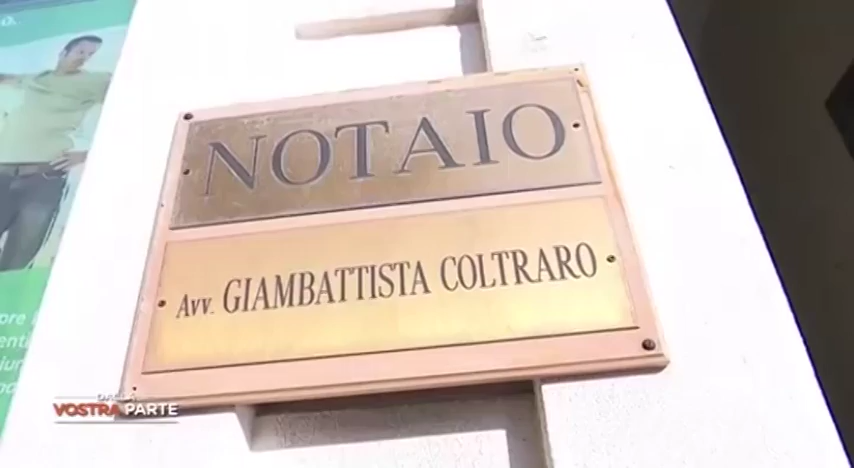 NOTAIO
Avv. GIAMBATTISTA COLTRARO
DALLA
VOSTRA PARTE